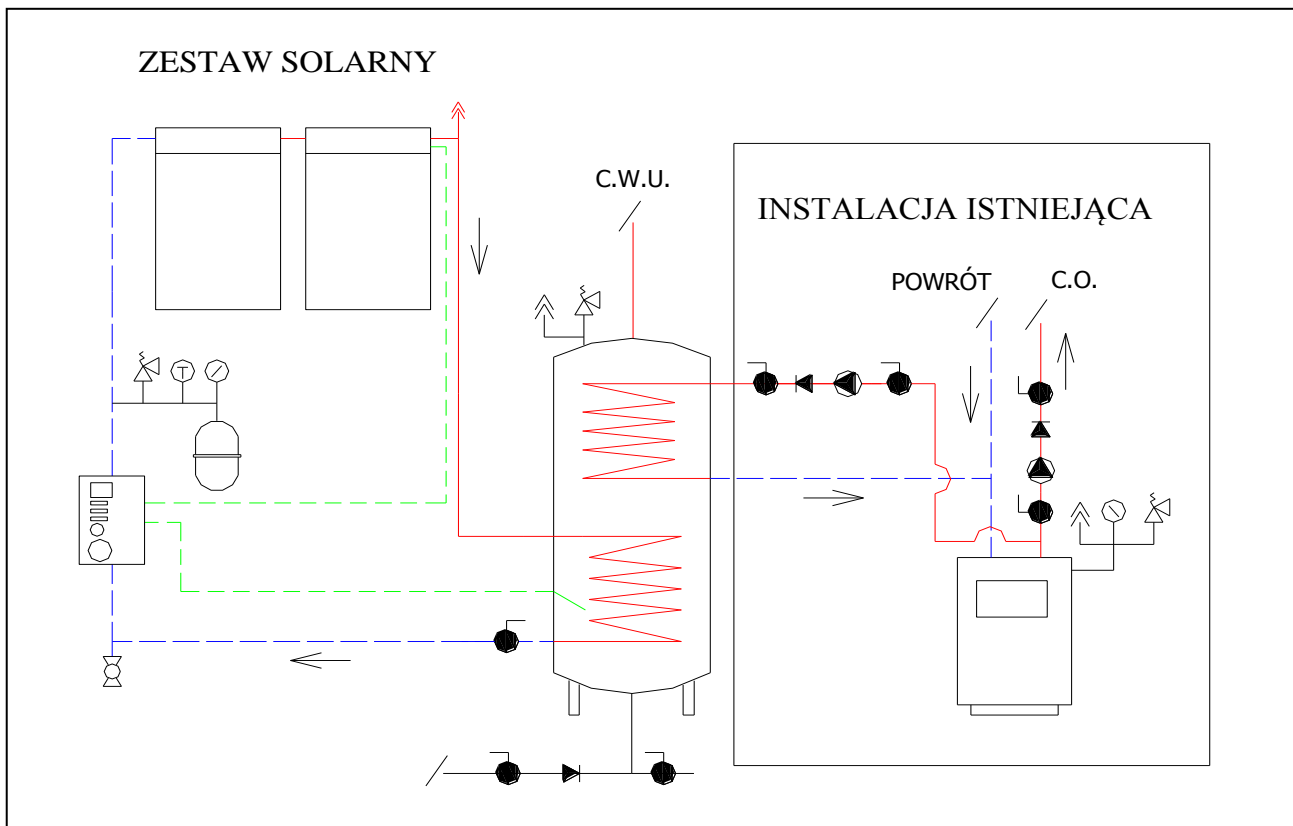 ZESTAW SOLARNY
C.W.U.
INSTALACJA ISTNIEJĄCA
POWRÓT
C.O.
T